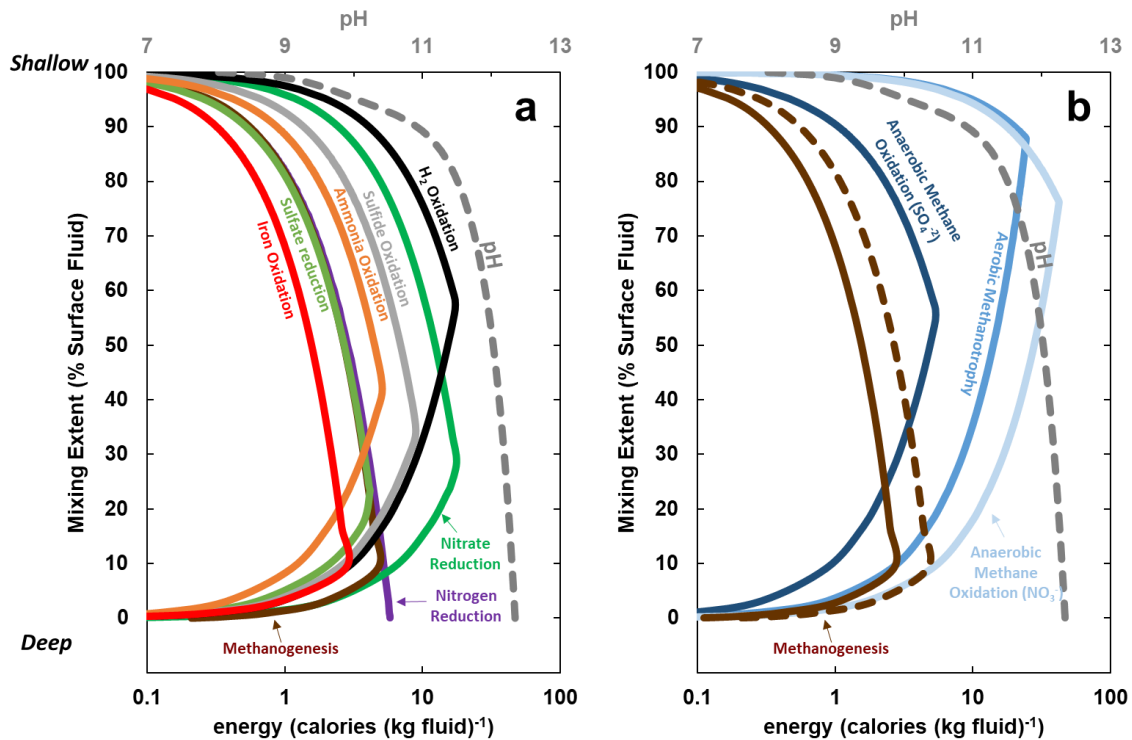 pH
7 9 11 13
Shallow
100
90
80
70
60
50
40
30
20
10
0
Deep
Mixing Extent (% Surface Fluid)
a
Iron Oxidation
Sulfate reduction
Ammonia Oxidation
Sulfide Oxidation
H₂ Oxidation
pH
Nitrate
Reduction
Nitrogen
Reduction
Methanogenesis
0.1 1 10 100
energy (calories (kg fluid)⁻¹
pH
7 9 11 13
100
90
80
70
60
50
40
30
20
10
0
Mixing Extent (% Surface Fluid)
b
Anaerobic Methane
Oxidation (SO₄⁻²)
Aerobic Methanotrophy
pH
Anaerobic
Methane
Oxidation (NO₃⁻)
Methanogenesis
0.1 1 10 100
energy (calories (kg fluid)⁻¹